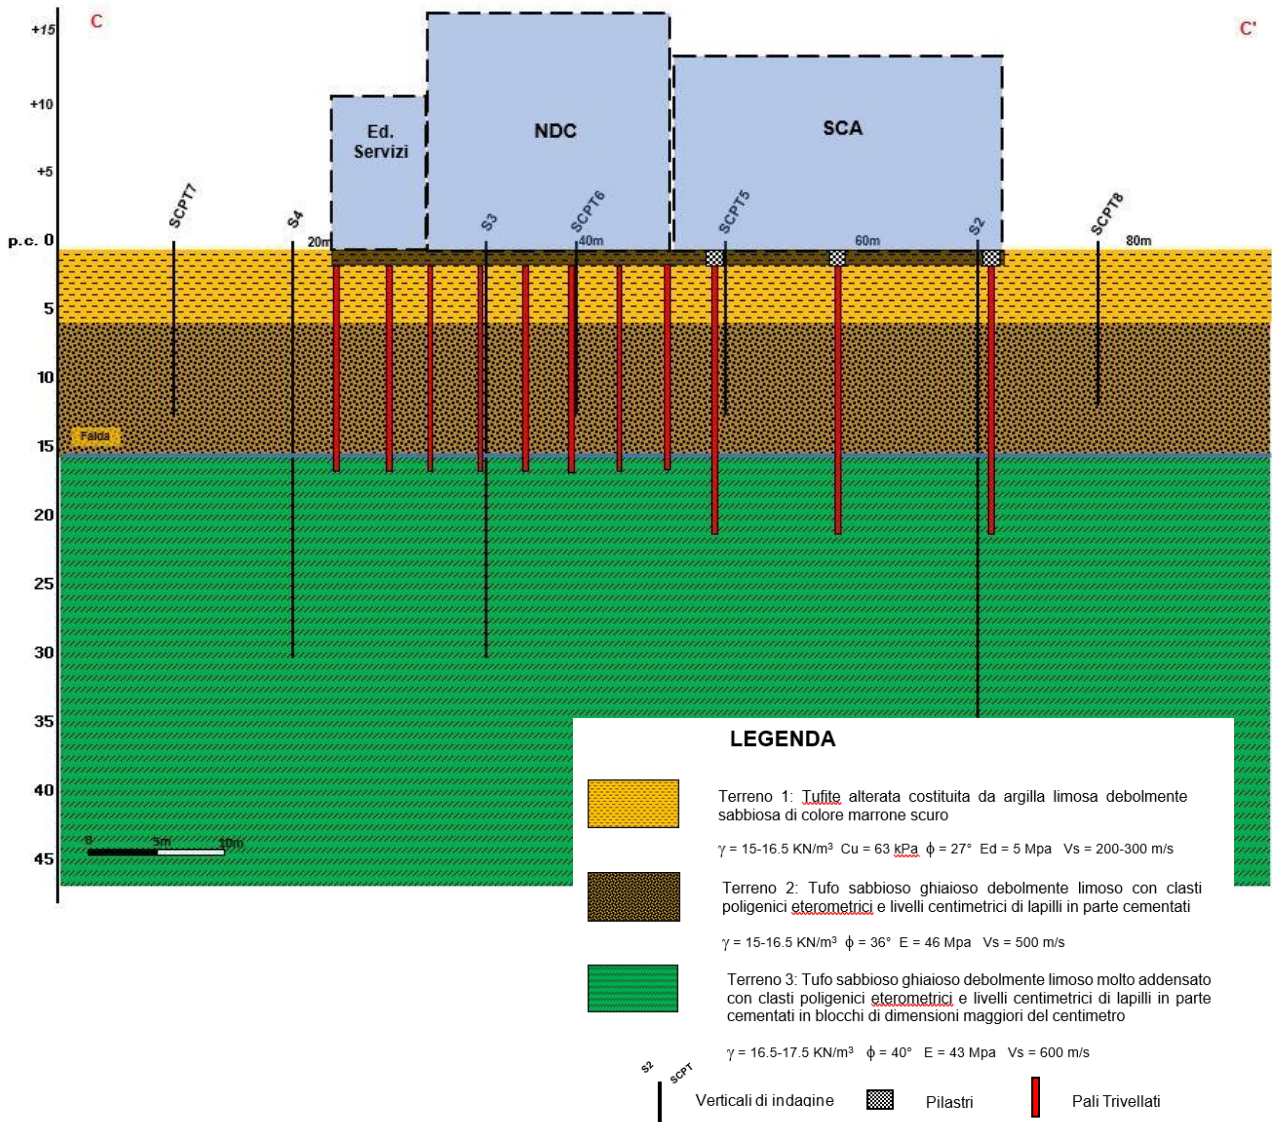 C
C'
+15
+10
+5
p.c. 0
5
10
15
20
25
30
35
40
45
Ed.
Servizi
NDC
SCA
SCPT7
S4
S3
SCPT6
SCPT5
S2
SCPT8
20m
40m
60m
80m
Falda
0 5m 10m
LEGENDA
Terreno 1: Tufite alterata costituita da argilla limosa debolmente
sabbiosa di colore marrone scuro
γ = 15-16.5 KN/m³ Cu = 63 kPa ϕ = 27° Ed = 5 Mpa Vs = 200-300 m/s
Terreno 2: Tufo sabbioso ghiaioso debolmente limoso con clasti
poligenici eterometrici e livelli centimetrici di lapilli in parte cementati
γ = 15-16.5 KN/m³ ϕ = 36° E = 46 Mpa Vs = 500 m/s
Terreno 3: Tufo sabbioso ghiaioso debolmente limoso molto addensato
con clasti poligenici eterometrici e livelli centimetrici di lapilli in parte
cementati in blocchi di dimensioni maggiori del centimetro
γ = 16.5-17.5 KN/m³ ϕ = 40° E = 43 Mpa Vs = 600 m/s
S2
SCPT
Verticali di indagine
Pilastri
Pali Trivellati